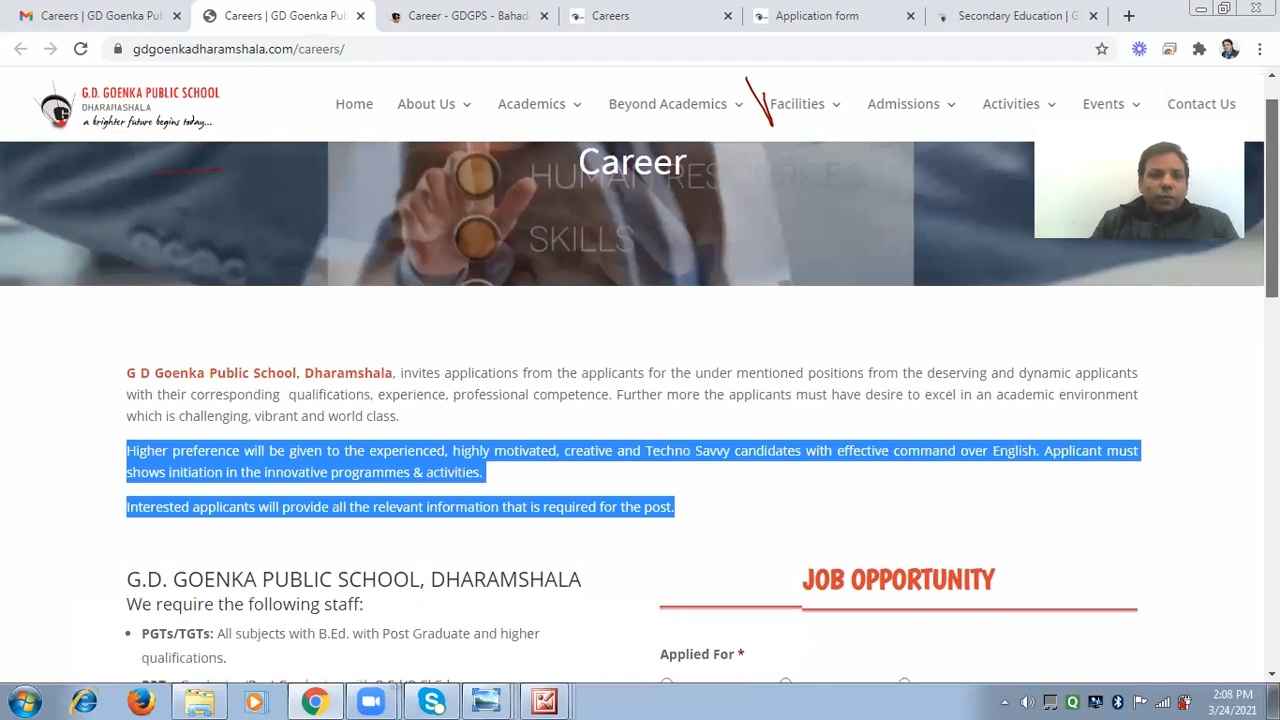 Careers | GD Goenka Pu
Careers | GD Goenka Pub
Career - GDGPS - Bahad
Careers
Application form
Secondary Education | G
gdgoenkadharamshala.com/careers/
G.D. GOENKA PUBLIC SCHOOL
DHARAMASHALA
a brighter future begins today...
Home About Us Academics Beyond Academics Facilities Admissions Activities Events Contact Us
Career
HUMAN RESOURCES
SKILLS
G D Goenka Public School, Dharamshala, invites applications from the applicants for the under mentioned positions from the deserving and dynamic applicants
with their corresponding qualifications, experience, professional competence. Further more the applicants must have desire to excel in an academic environment
which is challenging, vibrant and world class.
Higher preference will be given to the experienced, highly motivated, creative and Techno Savvy candidates with effective command over English. Applicant must
shows initiation in the innovative programmes & activities.
Interested applicants will provide all the relevant information that is required for the post.
G.D. GOENKA PUBLIC SCHOOL, DHARAMSHALA
We require the following staff:
JOB OPPORTUNITY
• PGTs/TGTs: All subjects with B.Ed. with Post Graduate and higher
qualifications.
Applied For *
2:08 PM
3/24/2021